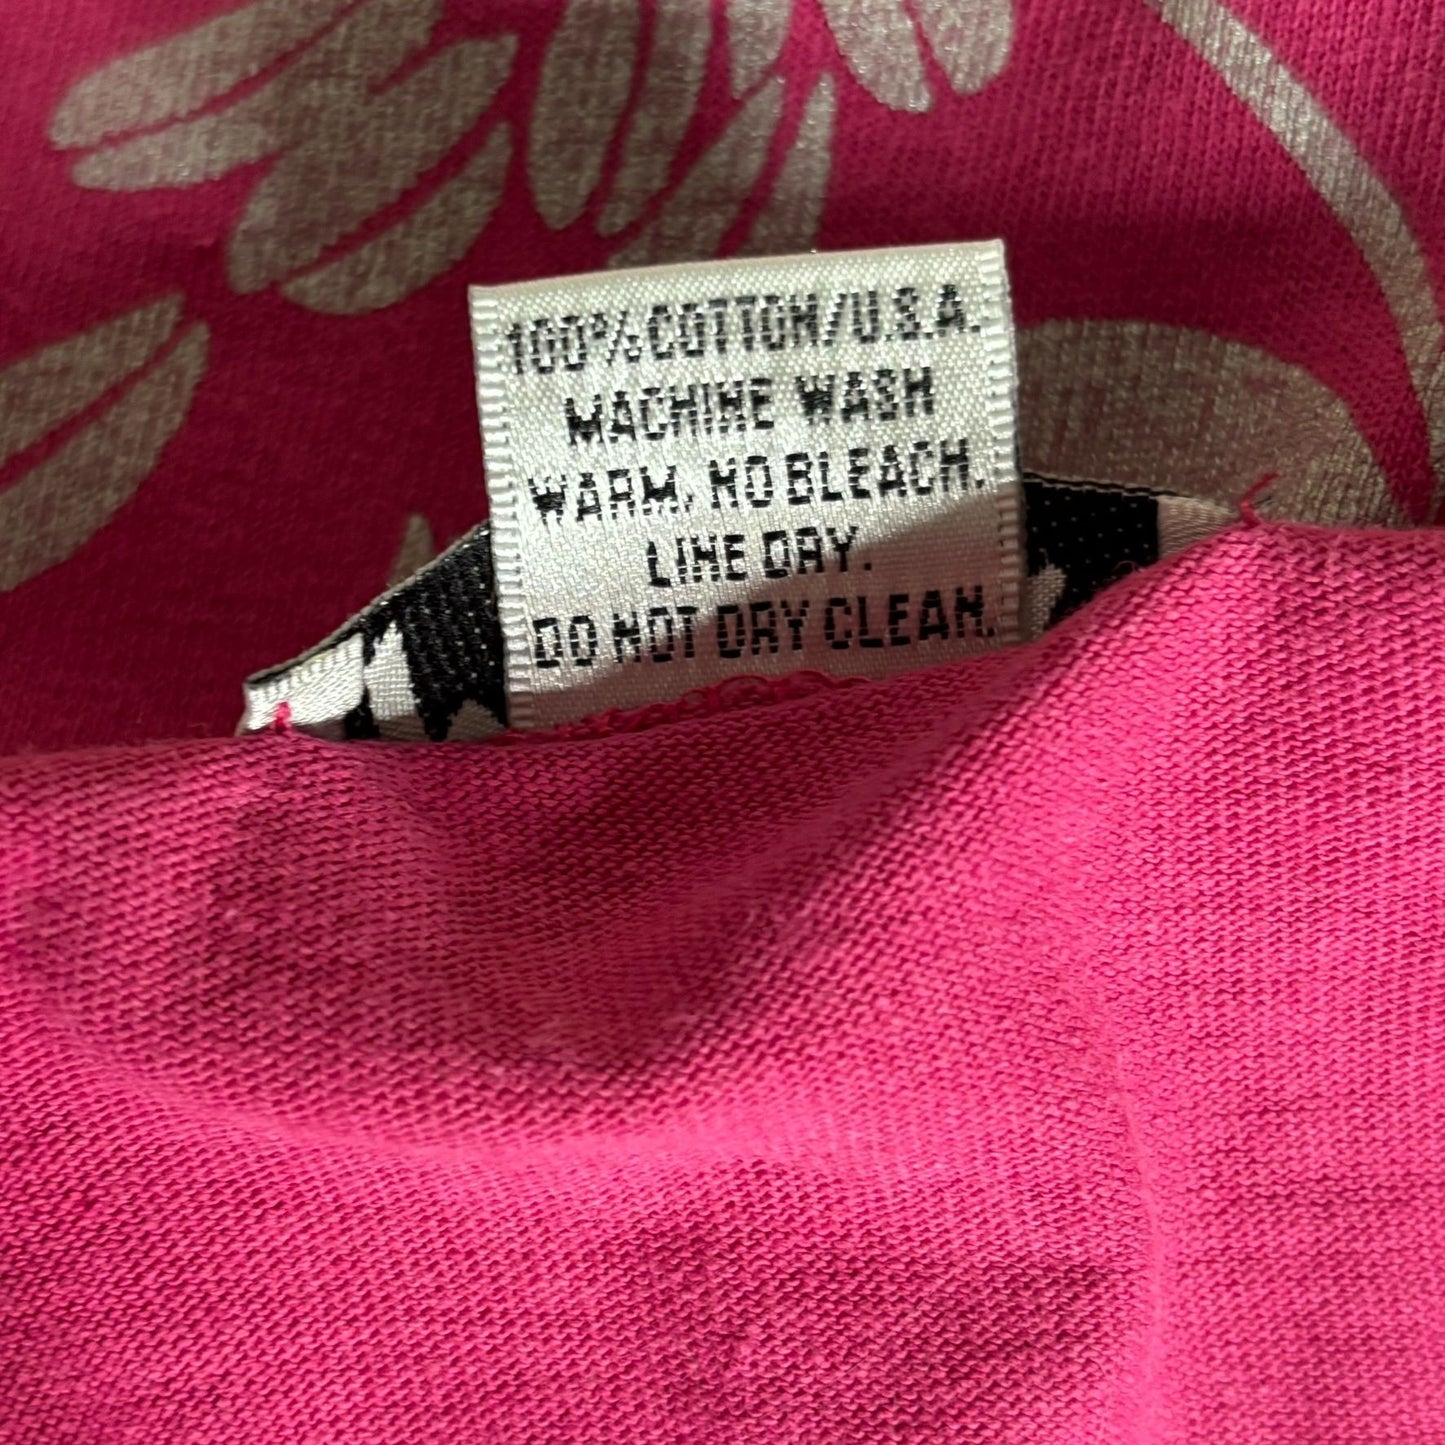 100% COTTON/U.S.A.
MACHINE WASH
WARM, NO BLEACH.
LINE DRY.
DO NOT DRY CLEAN.